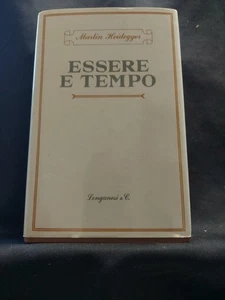 Martin Heidegger
ESSERE
E TEMPO
Longanesi & C.